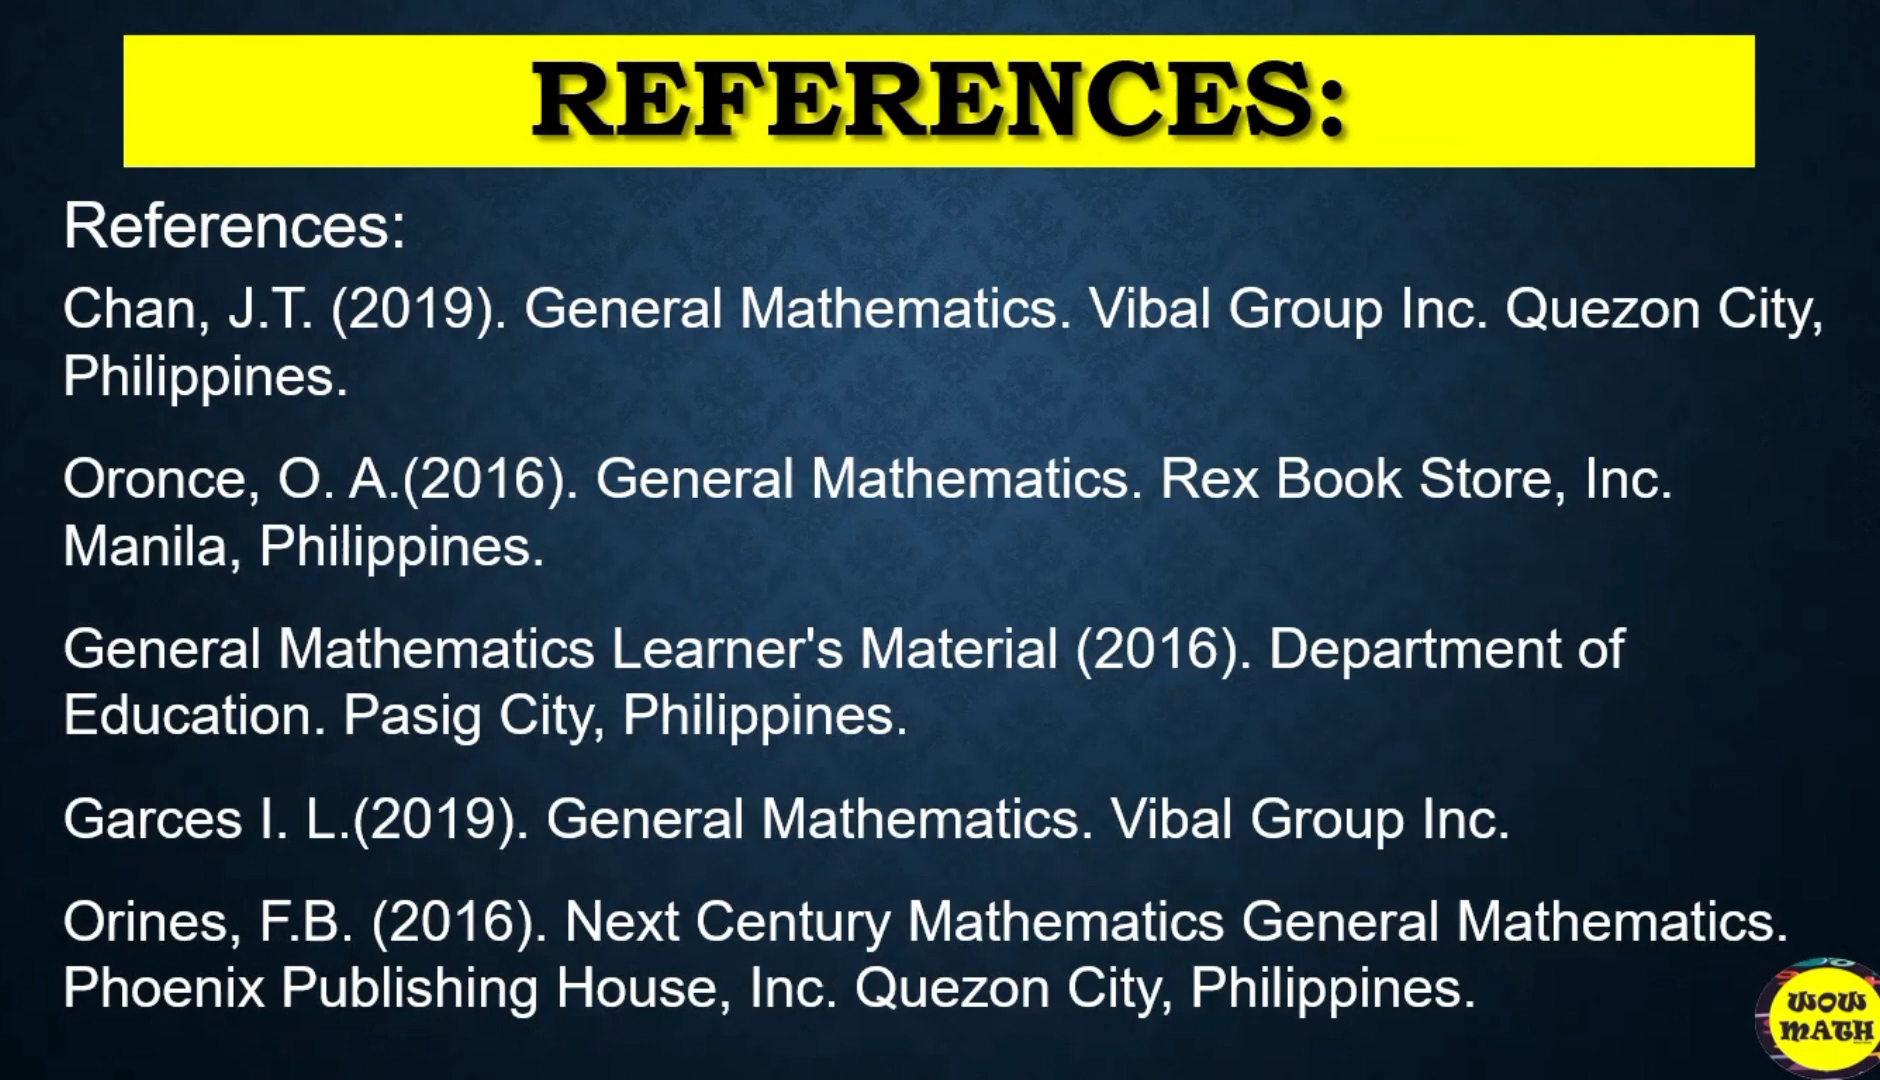 REFERENCES:
References:
Chan, J.T. (2019). General Mathematics. Vibal Group Inc. Quezon City,
Philippines.
Oronce, O. A.(2016). General Mathematics. Rex Book Store, Inc.
Manila, Philippines.
General Mathematics Learner's Material (2016). Department of
Education. Pasig City, Philippines.
Garces I. L.(2019). General Mathematics. Vibal Group Inc.
Orines, F.B. (2016). Next Century Mathematics General Mathematics.
Phoenix Publishing House, Inc. Quezon City, Philippines.
WOW
MATH